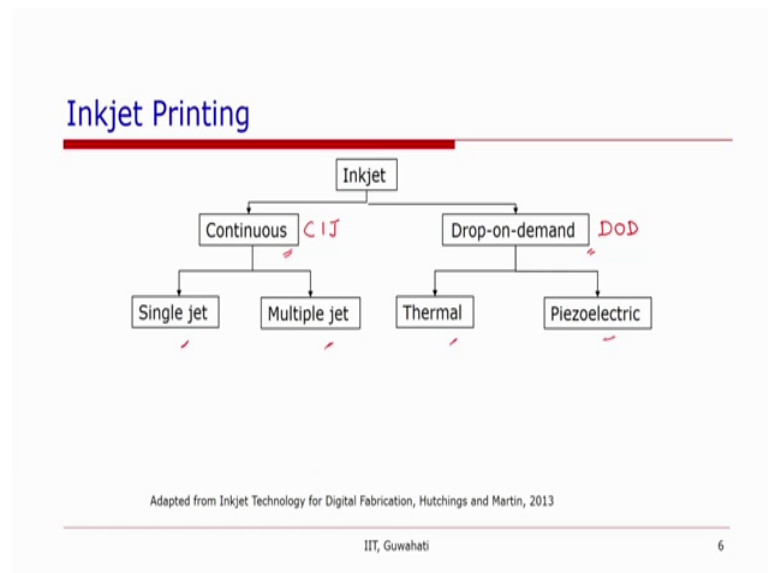 Inkjet Printing
Inkjet
Continuous CIJ Drop-on-demand DOD
Single jet Multiple jet Thermal Piezoelectric
Adapted from Inkjet Technology for Digital Fabrication, Hutchings and Martin, 2013
IIT, Guwahati 6